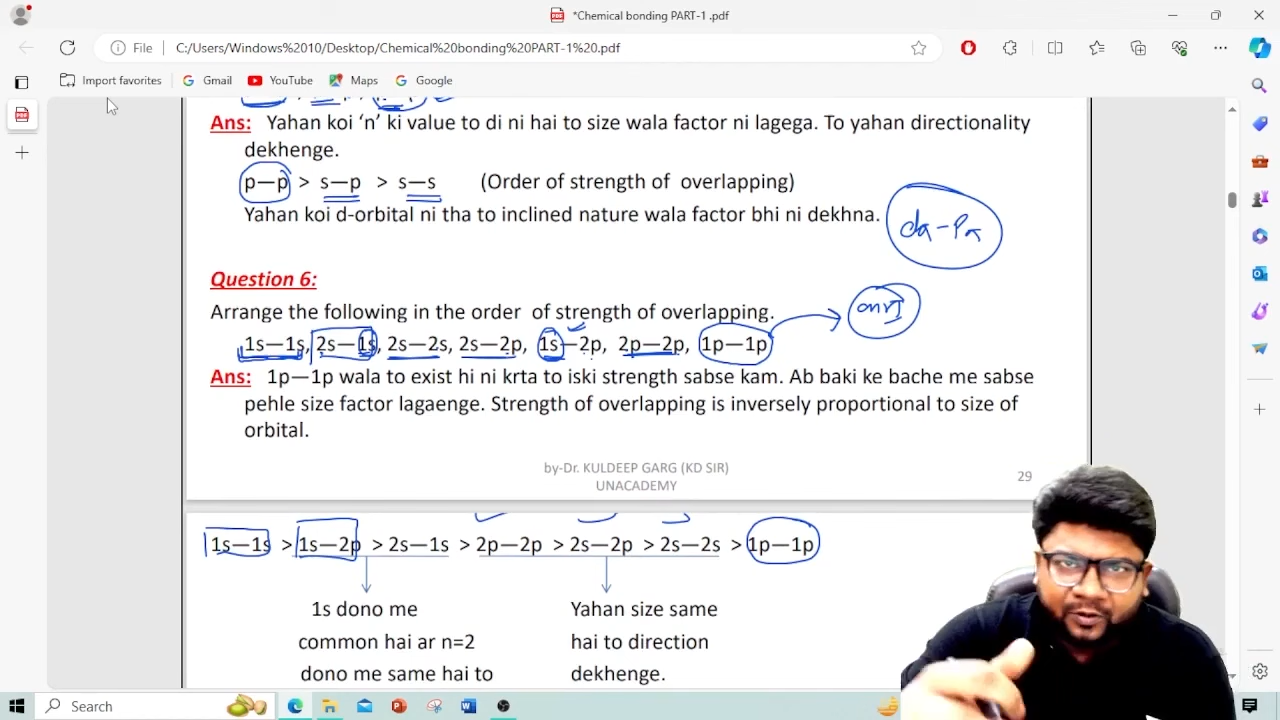 *Chemical bonding PART-1 .pdf
File C:/Users/Windows%2010/Desktop/Chemical%20bonding%20PART-1%20.pdf
Import favorites Gmail YouTube Maps Google
Ans: Yahan koi ‘n’ ki value to di ni hai to size wala factor ni lagega. To yahan directionality
dekhenge.
p—p > s—p > s—s (Order of strength of overlapping)
Yahan koi d-orbital ni tha to inclined nature wala factor bhi ni dekhna.
dπ-Pπ
Question 6:
Arrange the following in the order of strength of overlapping.
1s—1s, 2s—1s, 2s—2s, 2s—2p, 1s—2p, 2p—2p, 1p—1p
Ans: 1p—1p wala to exist hi ni krta to iski strength sabse kam. Ab baki ke bache me sabse
pehle size factor lagaenge. Strength of overlapping is inversely proportional to size of
orbital.
by-Dr. KULDEEP GARG (KD SIR)
UNACADEMY
29
1s—1s > 1s—2p > 2s—1s > 2p—2p > 2s—2p > 2s—2s > 1p—1p
1s dono me Yahan size same
common hai ar n=2 hai to direction
dono me same hai to dekhenge.
Search